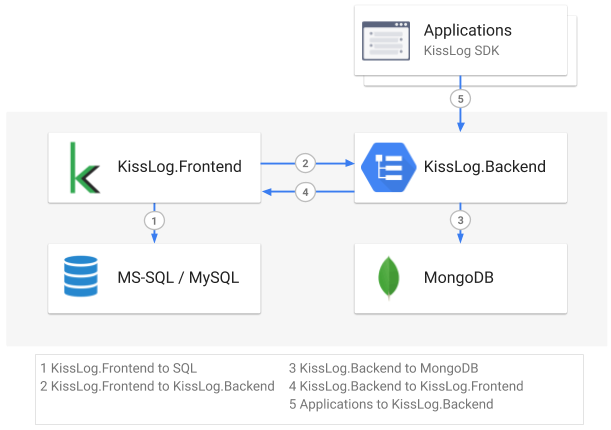 Applications
KissLog SDK
5
KissLog.Frontend
2
4
KissLog.Backend
1
3
MS-SQL / MySQL
MongoDB
1 KissLog.Frontend to SQL
2 KissLog.Frontend to KissLog.Backend
3 KissLog.Backend to MongoDB
4 KissLog.Backend to KissLog.Frontend
5 Applications to KissLog.Backend